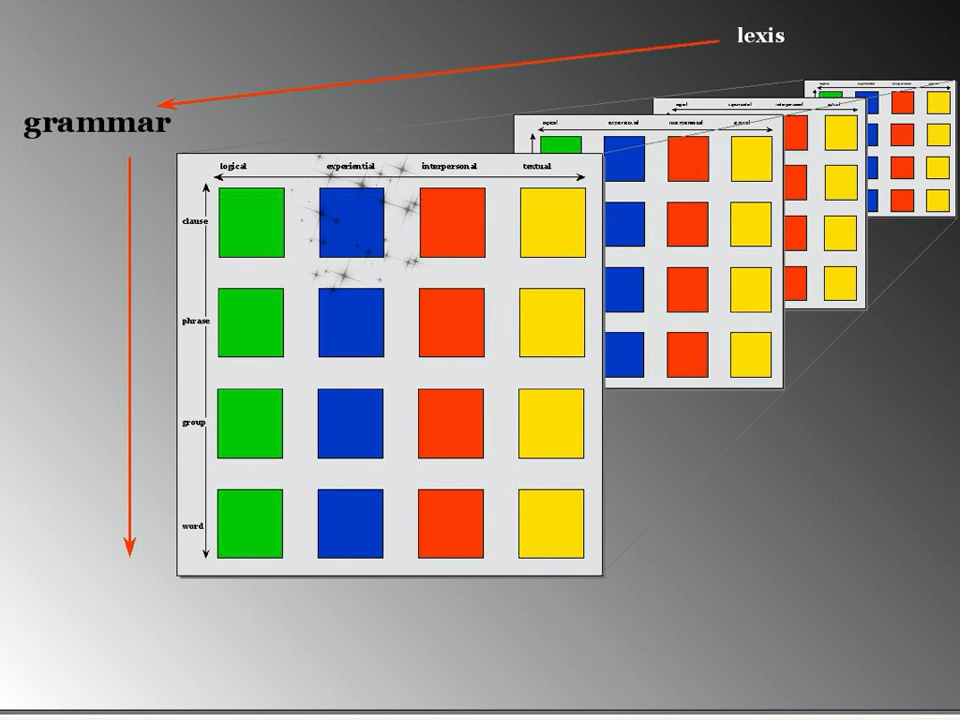 lexis
grammar
logical experiential interpersonal textual
clause
phrase
group
word